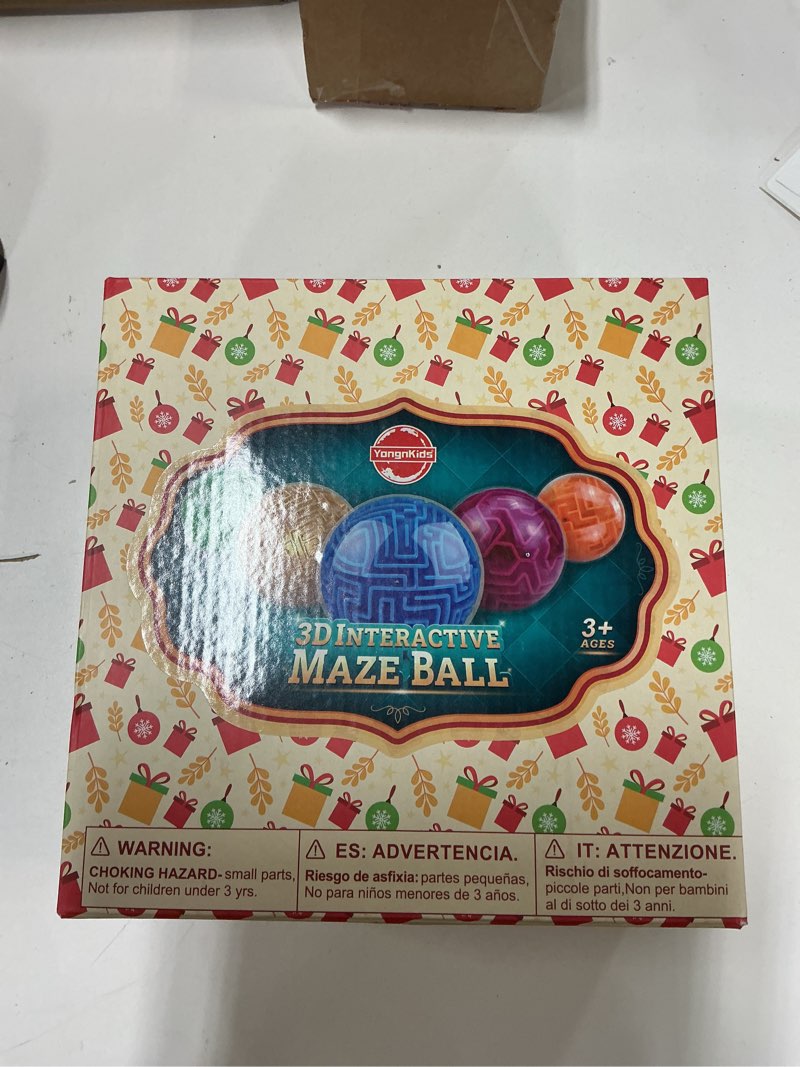 YongnKids
3D INTERACTIVE
MAZE BALL
3+
AGES
WARNING:
CHOKING HAZARD- small parts,
Not for children under 3 yrs.
ES: ADVERTENCIA.
Riesgo de asfixia: partes pequeñas,
No para niños menores de 3 años.
IT: ATTENZIONE.
Rischio di soffocamento-
piccole parti,Non per bambini
al di sotto dei 3 anni.